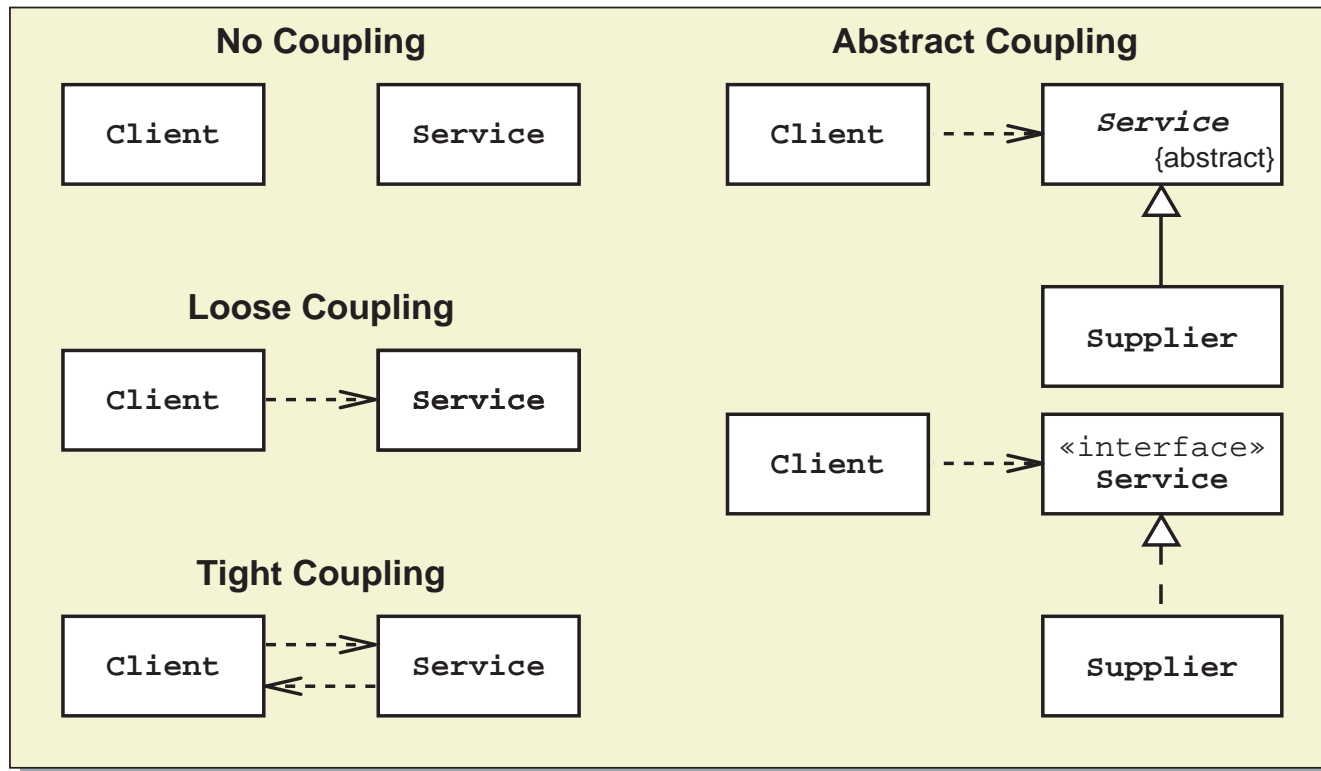 No Coupling
Client
Service
Loose Coupling
Client
Service
Tight Coupling
Client
Service
Abstract Coupling
Client
Service
{abstract}
Supplier
Client
«interface»
Service
Supplier